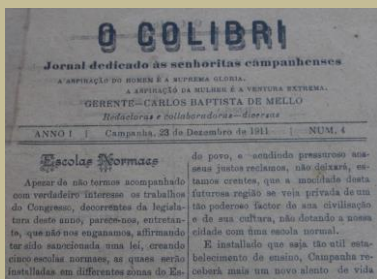 O COLIBRI
Jornal dedicado ás senhoritas campanhenses
A ASPIRAÇÃO DO HOMEM É A SUPREMA GLORIA.
A ASPIRAÇÃO DA MULHER É A VENTURA EXTREMA.
GERENTE—CARLOS BAPTISTA DE MELLO
Redactoras e collaboradoras—diversas
ANNO I | Campanha, 23 de Dezembro de 1911 | NUM. 4
Escolas Normaes
Apezar de não termos acompanhado
com verdadeiro interesse os trabalhos
do Congresso, decorrentes da legisla-
tura deste anno, parece-nos, entretan-
te, que não nos enganamos, affirmando
ter sido sanccionada uma lei, creando
cinco escolas normaes, as quaes serão
installadas em differentes zonas do Es-
do povo, e attendendo pressuroso aos
seus justos reclamos, não deixará, es-
tamos crentes, que a mocidade desta
futurosa região se veja privada de um
tão poderoso factor de sua civilisação
e de sua cultura, não dotando a nossa
cidade com uma escola normal.
E installado que seja tão util esta-
belecimento de ensino, Campanha re-
ceberá mais um novo alento de vida